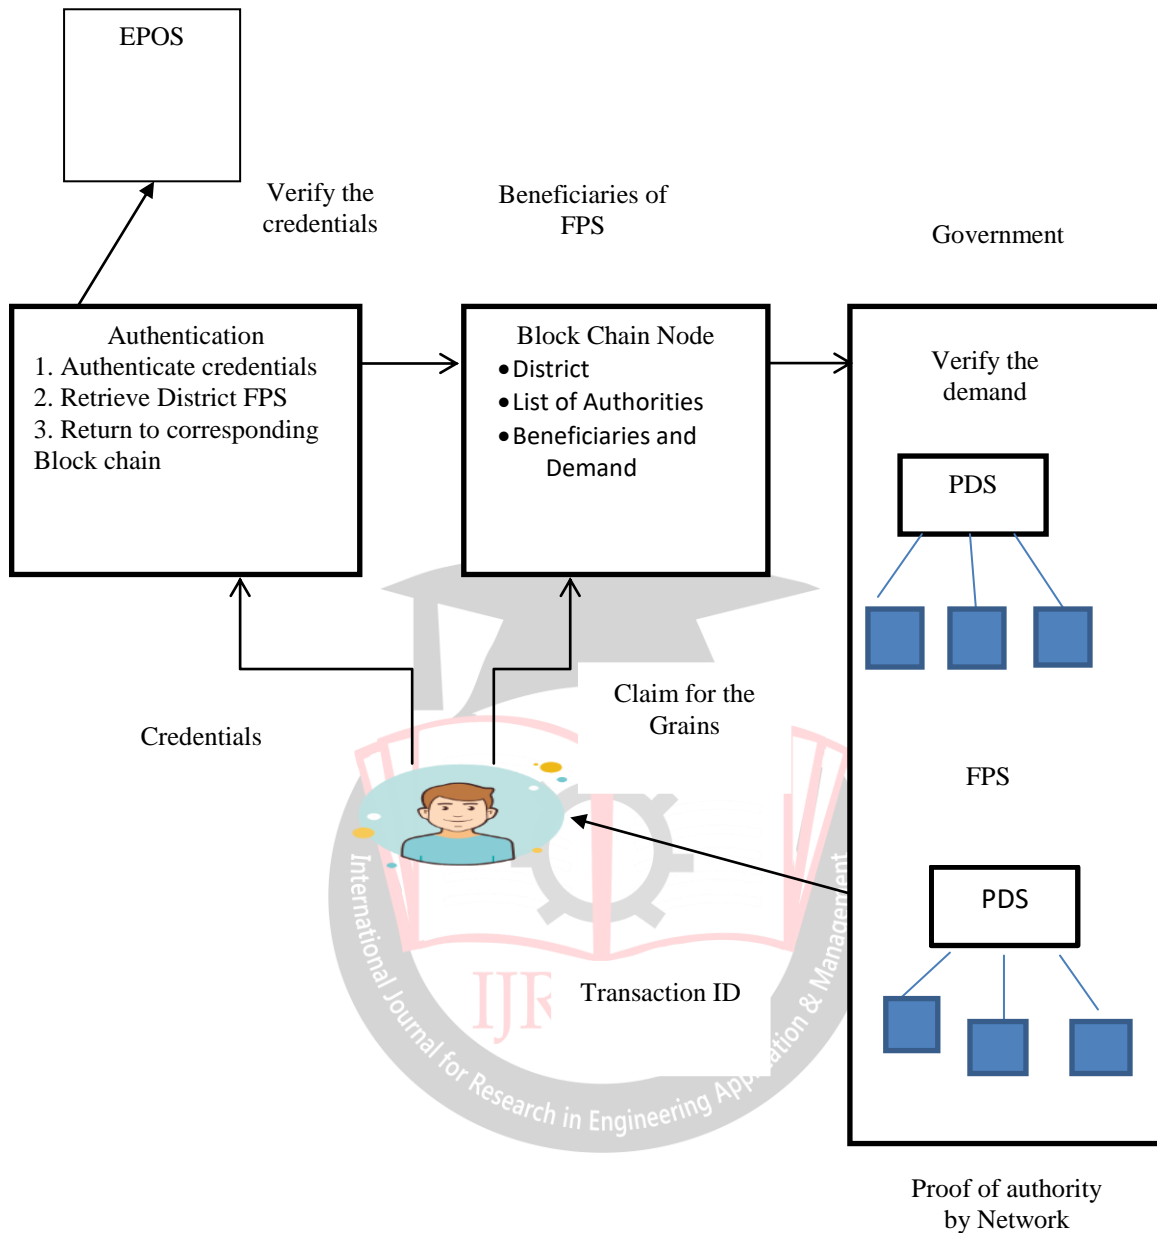 EPOS
Verify the
credentials
Beneficiaries of
FPS
Government
Authentication
1. Authenticate credentials
2. Retrieve District FPS
3. Return to corresponding
Block chain
Block Chain Node
•District
•List of Authorities
•Beneficiaries and
Demand
Verify the
demand
PDS
Credentials
Claim for the
Grains
FPS
PDS
Transaction ID
IJR
International Journal for Research in Engineering Application & Management
Proof of authority
by Network